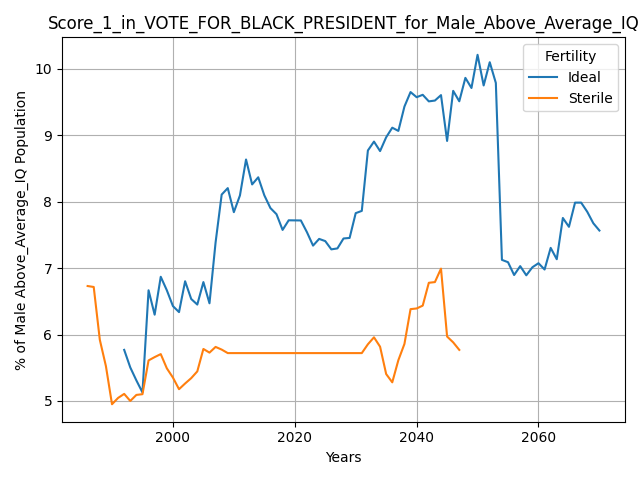 Score_1_in_VOTE_FOR_BLACK_PRESIDENT_for_Male_Above_Average_IQ
Fertility
Ideal
Sterile
% of Male Above_Average_IQ Population
10
9
8
7
6
5
2000 2020 2040 2060
Years